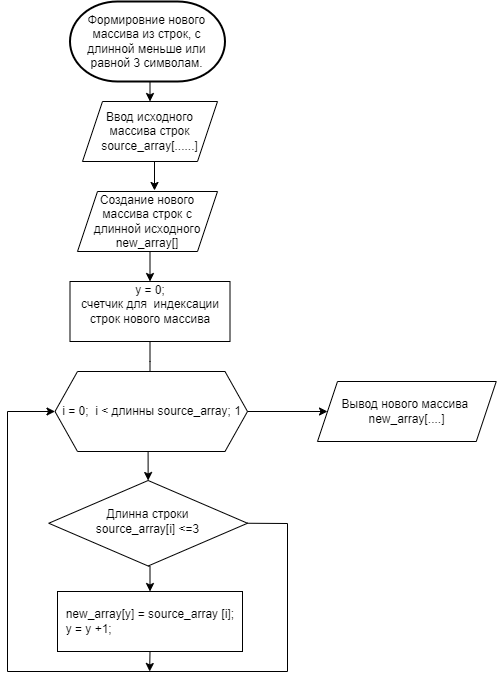 Формировние нового
массива из строк, с
длинной меньше или
равной 3 символам.
Ввод исходного
массива строк
source_array[......]
Создание нового
массива строк с
длинной исходного
new_array[]
y = 0;
счетчик для индексации
строк нового массива
i = 0; i < длинны source_array; 1
Вывод нового массива
new_array[....]
Длинна строки
source_array[i] <=3
new_array[y] = source_array [i];
y = y +1;